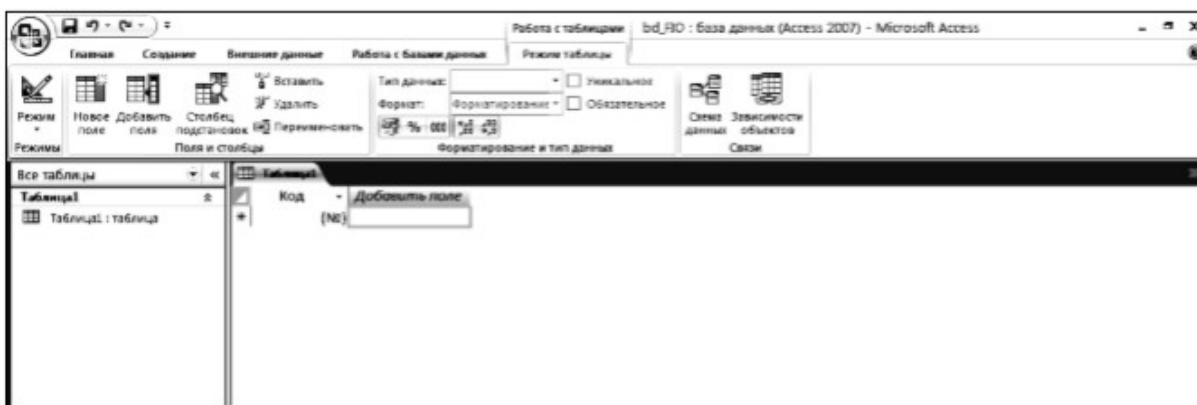 Работа с таблицами bd_FIO : база данных (Access 2007) - Microsoft Access
Главная Создание Внешние данные Работа с базами данных Режим таблицы
Режим
Новое поле
Добавить поля
Столбец подстановок
Вставить
Удалить
Переименовать
Тип данных:
Формат: Форматирование
Уникальное
Обязательное
% 000
Схема данных
Зависимости объектов
Режимы Поля и столбцы Форматирование и тип данных Связи
Все таблицы
Таблица1
Таблица1 : таблица
Таблица1
Код Добавить поле
(№)